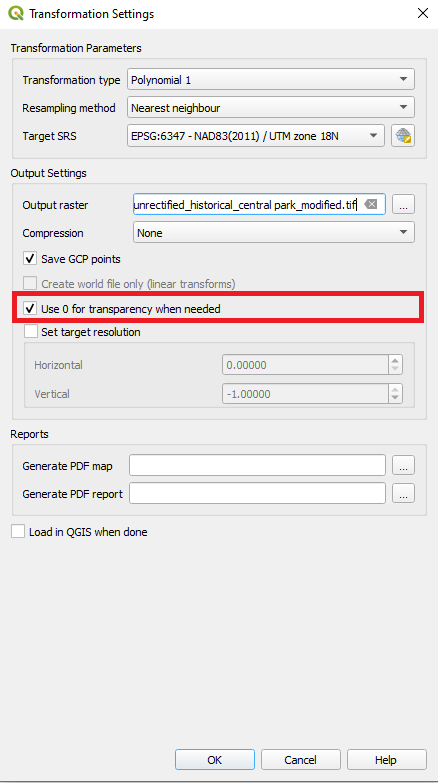 Transformation Settings
Transformation Parameters
Transformation type Polynomial 1
Resampling method Nearest neighbour
Target SRS EPSG:6347 - NAD83(2011) / UTM zone 18N
Output Settings
Output raster unrectified_historical_central park_modified.tif ...
Compression None
Save GCP points
Create world file only (linear transforms)
Use 0 for transparency when needed
Set target resolution
Horizontal 0.00000
Vertical -1.00000
Reports
Generate PDF map ...
Generate PDF report ...
Load in QGIS when done
OK Cancel Help